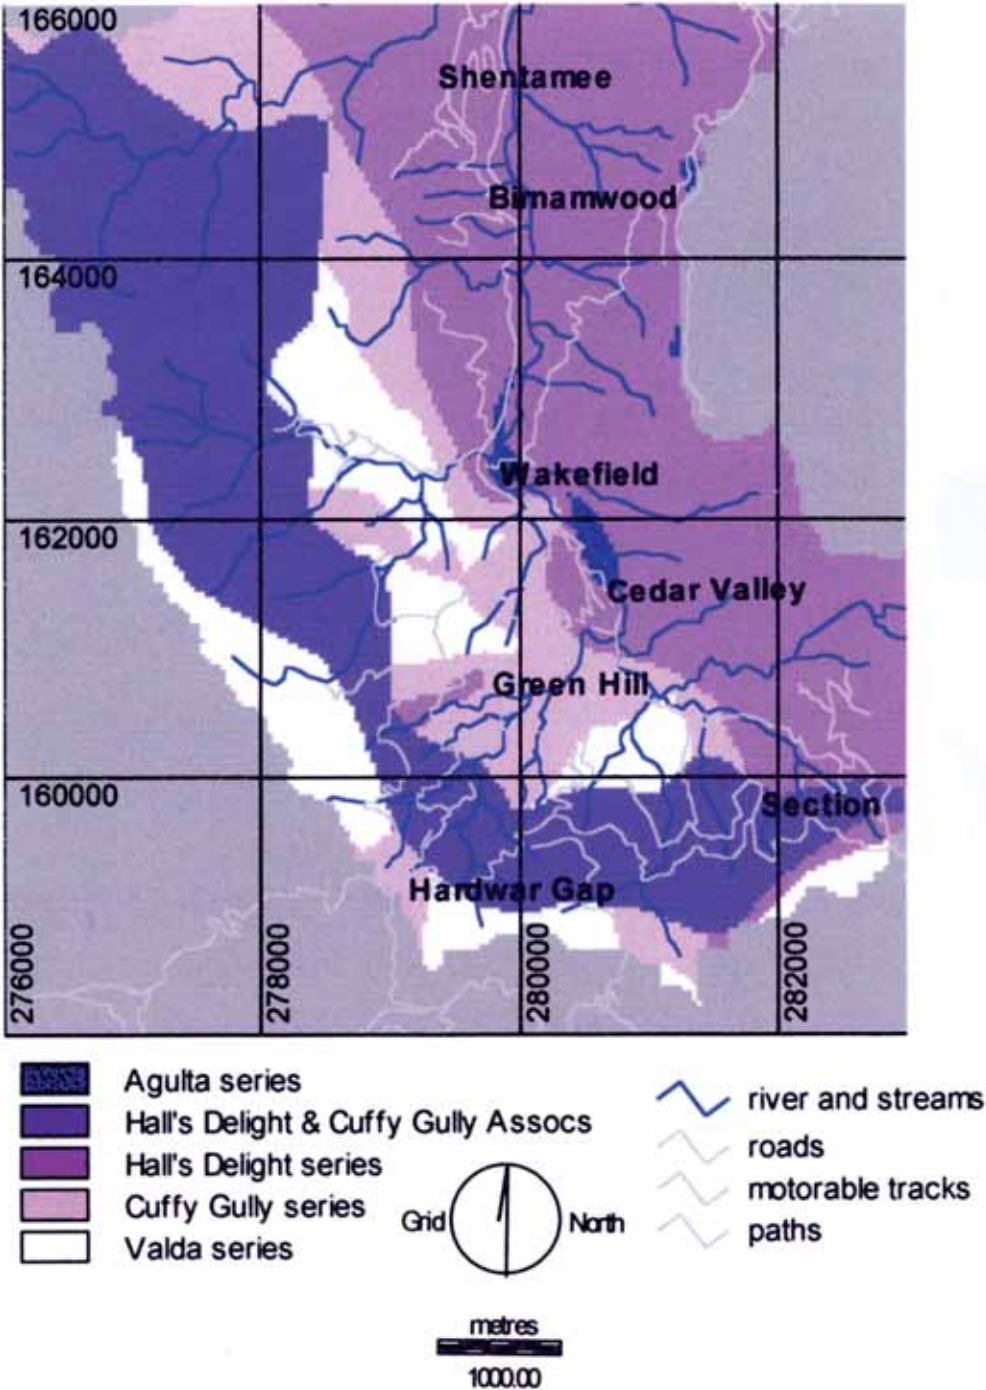 166000
Shentamee
Birnamwood
164000
Wakefield
162000
Cedar Valley
Green Hill
160000
Section
Hardwar Gap
276000
278000
280000
282000
Agulta series
Hall's Delight & Cuffy Gully Assocs
Hall's Delight series
Cuffy Gully series
Valda series
Grid
North
river and streams
roads
motorable tracks
paths
metres
1000.00